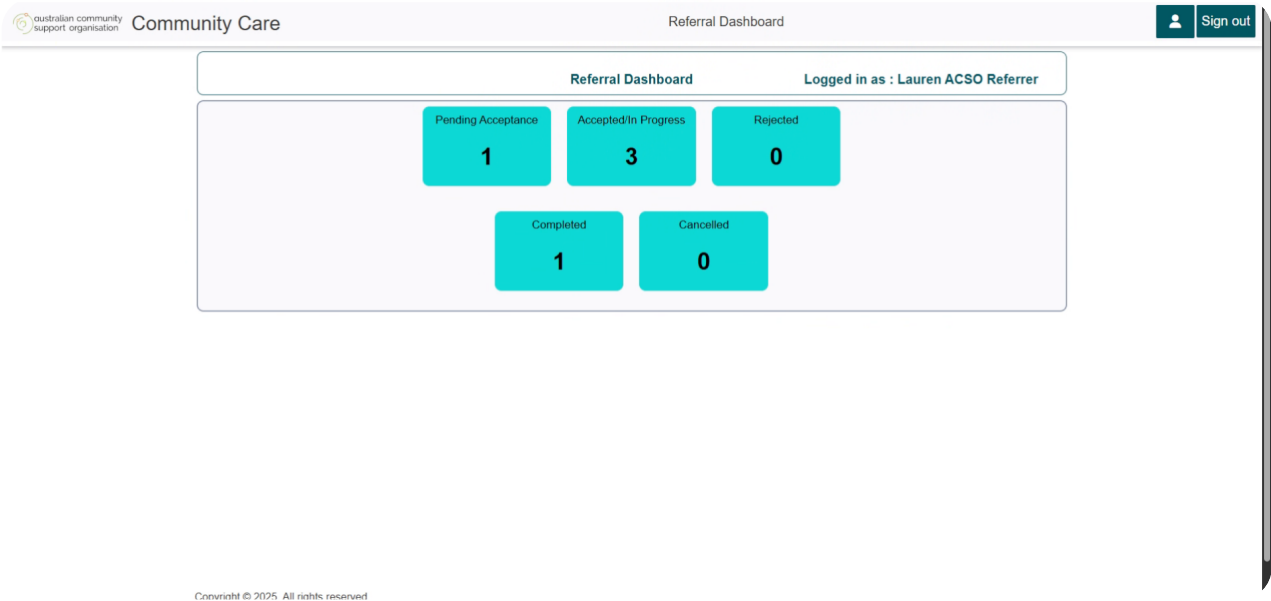 australian community
support organisation
Community Care
Referral Dashboard
Sign out
Referral Dashboard
Logged in as : Lauren ACSO Referrer
Pending Acceptance
1
Accepted/In Progress
3
Rejected
0
Completed
1
Cancelled
0
Copyright © 2025. All rights reserved